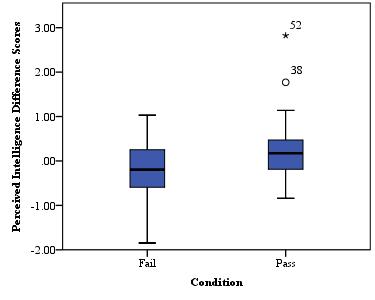 Perceived Intelligence Difference Scores
3.00
2.00
1.00
.00
-1.00
-2.00
52
38
Fail
Pass
Condition